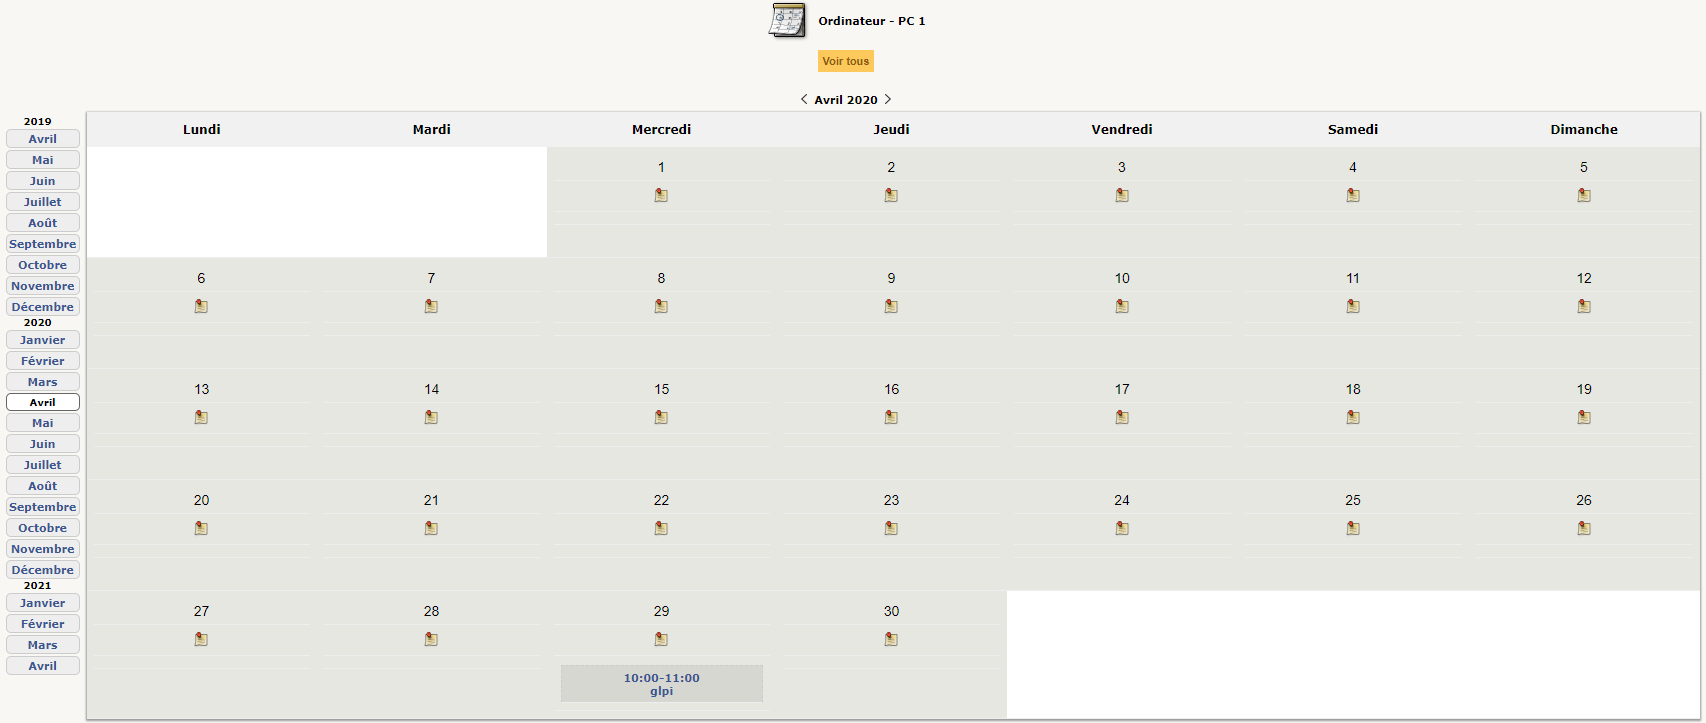 Ordinateur - PC 1
Voir tous
Avril 2020
2019
Avril
Mai
Juin
Juillet
Août
Septembre
Octobre
Novembre
Décembre
2020
Janvier
Février
Mars
Avril
Mai
Juin
Juillet
Août
Septembre
Octobre
Novembre
Décembre
2021
Janvier
Février
Mars
Avril
Lundi Mardi Mercredi Jeudi Vendredi Samedi Dimanche
1 2 3 4 5
6 7 8 9 10 11 12
13 14 15 16 17 18 19
20 21 22 23 24 25 26
27 28 29 30
10:00-11:00
glpi